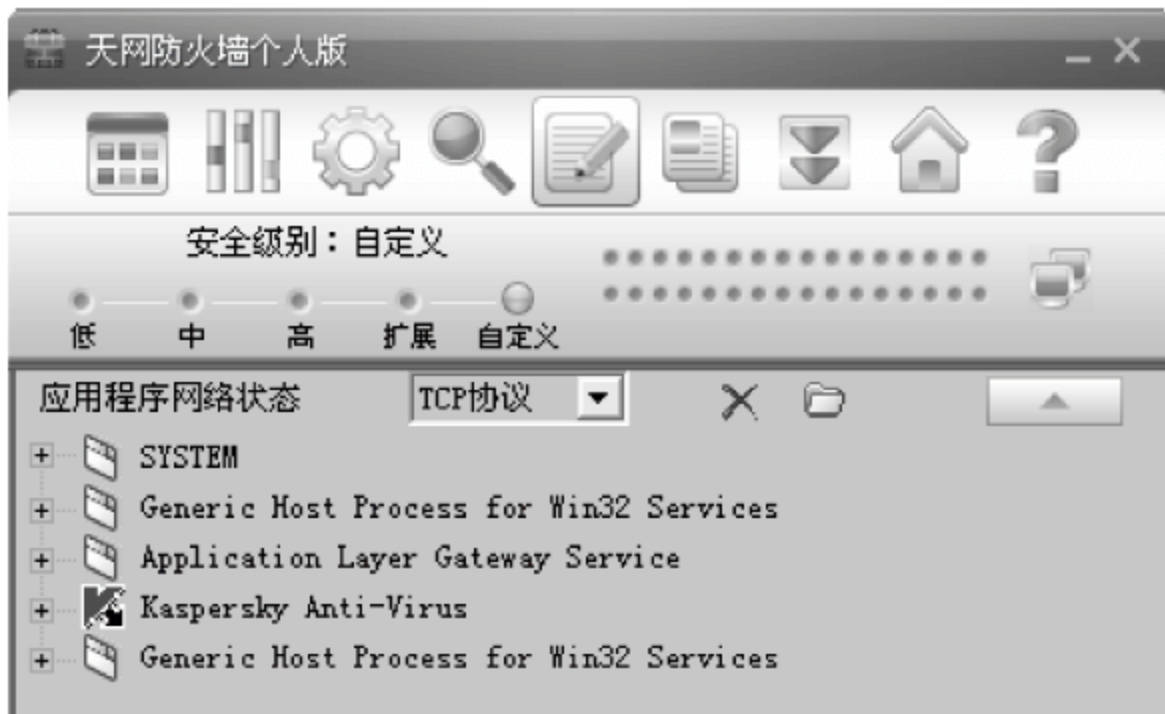 天网防火墙个人版
安全级别：自定义
低 中 高 扩展 自定义
应用程序网络状态 TCP协议
SYSTEM
Generic Host Process for Win32 Services
Application Layer Gateway Service
Kaspersky Anti-Virus
Generic Host Process for Win32 Services